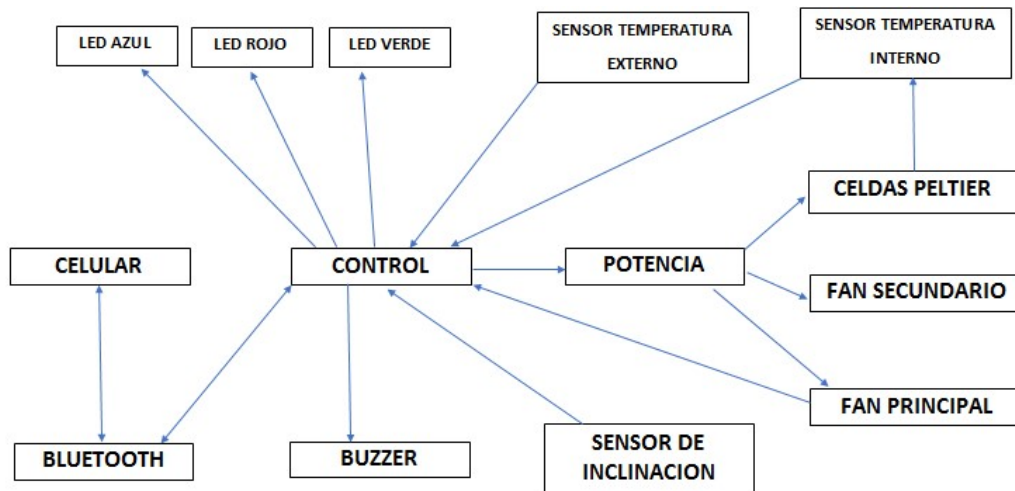 LED AZUL
LED ROJO
LED VERDE
SENSOR TEMPERATURA
EXTERNO
SENSOR TEMPERATURA
INTERNO
CELDAS PELTIER
CELULAR
CONTROL
POTENCIA
FAN SECUNDARIO
FAN PRINCIPAL
BLUETOOTH
BUZZER
SENSOR DE
INCLINACION